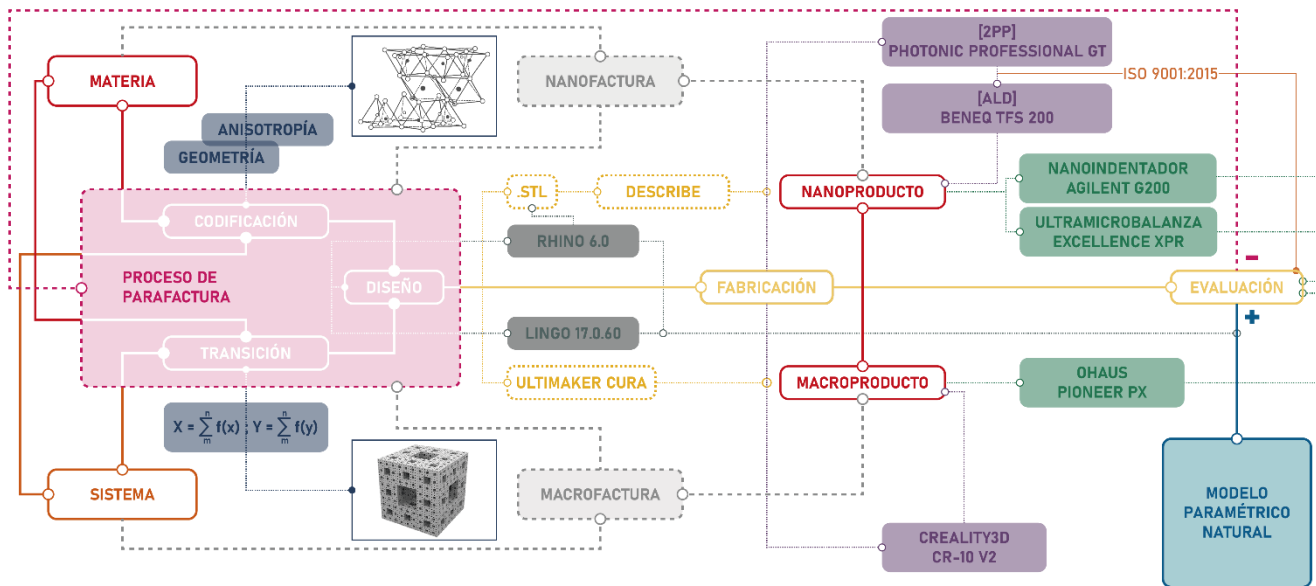 [2PP]
PHOTONIC PROFESSIONAL GT
ISO 9001:2015
MATERIA
NANOFACTURA
[ALD]
BENEQ TFS 200
ANISOTROPÍA
GEOMETRÍA
NANOINDENTADOR
AGILENT G200
.STL
DESCRIBE
NANOPRODUCTO
CODIFICACIÓN
ULTRAMICROBALANZA
EXCELLENCE XPR
RHINO 6.0
-
PROCESO DE
PARAFACTURA
DISEÑO
FABRICACIÓN
EVALUACIÓN
+
LINGO 17.0.60
TRANSICIÓN
ULTIMAKER CURA
MACROPRODUCTO
OHAUS
PIONEER PX
X = ∑ⁿₘ f(x) ; Y = ∑ⁿₘ f(y)
SISTEMA
MACROFACTURA
MODELO
PARAMÉTRICO
NATURAL
CREALITY3D
CR-10 V2